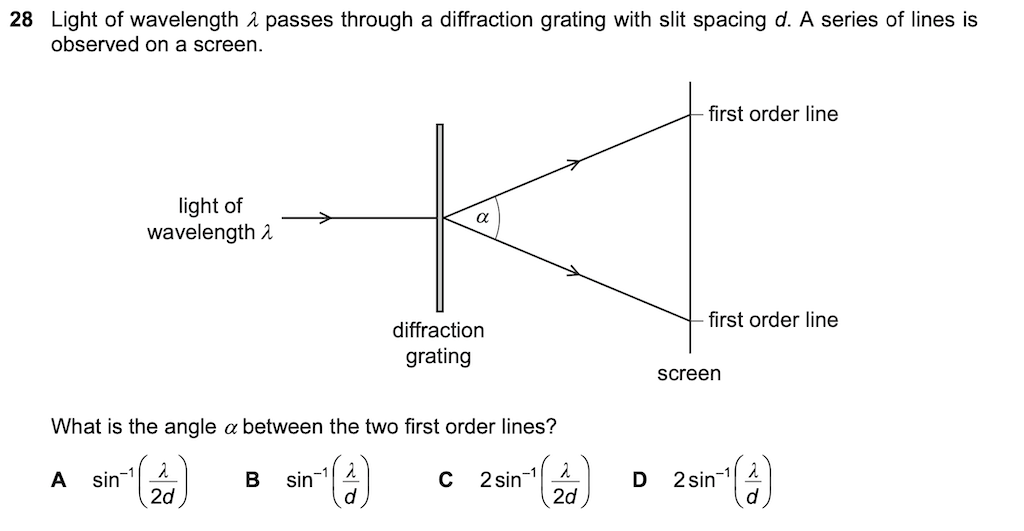 28 Light of wavelength λ passes through a diffraction grating with slit spacing d. A series of lines is
observed on a screen.
first order line
light of
wavelength λ
α
diffraction
grating
first order line
screen
What is the angle α between the two first order lines?
A sin⁻¹(λ/2d) B sin⁻¹(λ/d) C 2 sin⁻¹(λ/2d) D 2 sin⁻¹(λ/d)